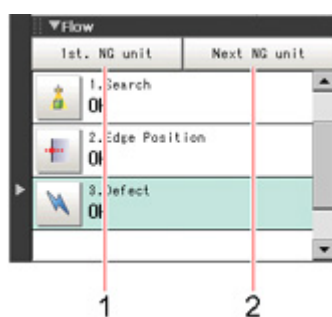 ▼Flow
1st. NG unit
Next NG unit
1.Search
OK
2.Edge Position
OK
3.Defect
OK
1
2